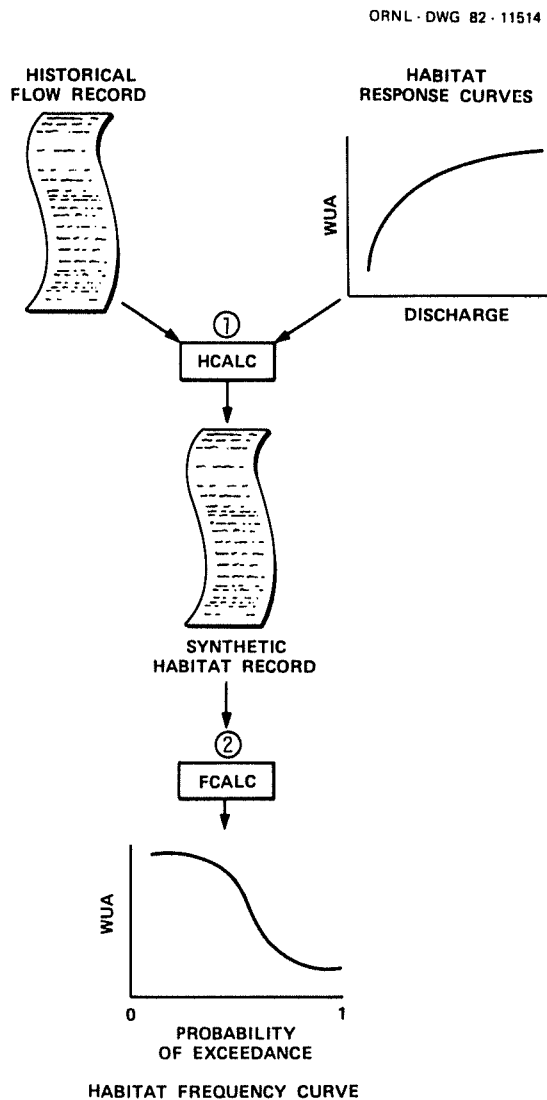 ORNL - DWG 82 - 11514
HISTORICAL
FLOW RECORD
HABITAT
RESPONSE CURVES
WUA
DISCHARGE
1
HCALC
SYNTHETIC
HABITAT RECORD
2
FCALC
WUA
0
1
PROBABILITY
OF EXCEEDANCE
HABITAT FREQUENCY CURVE